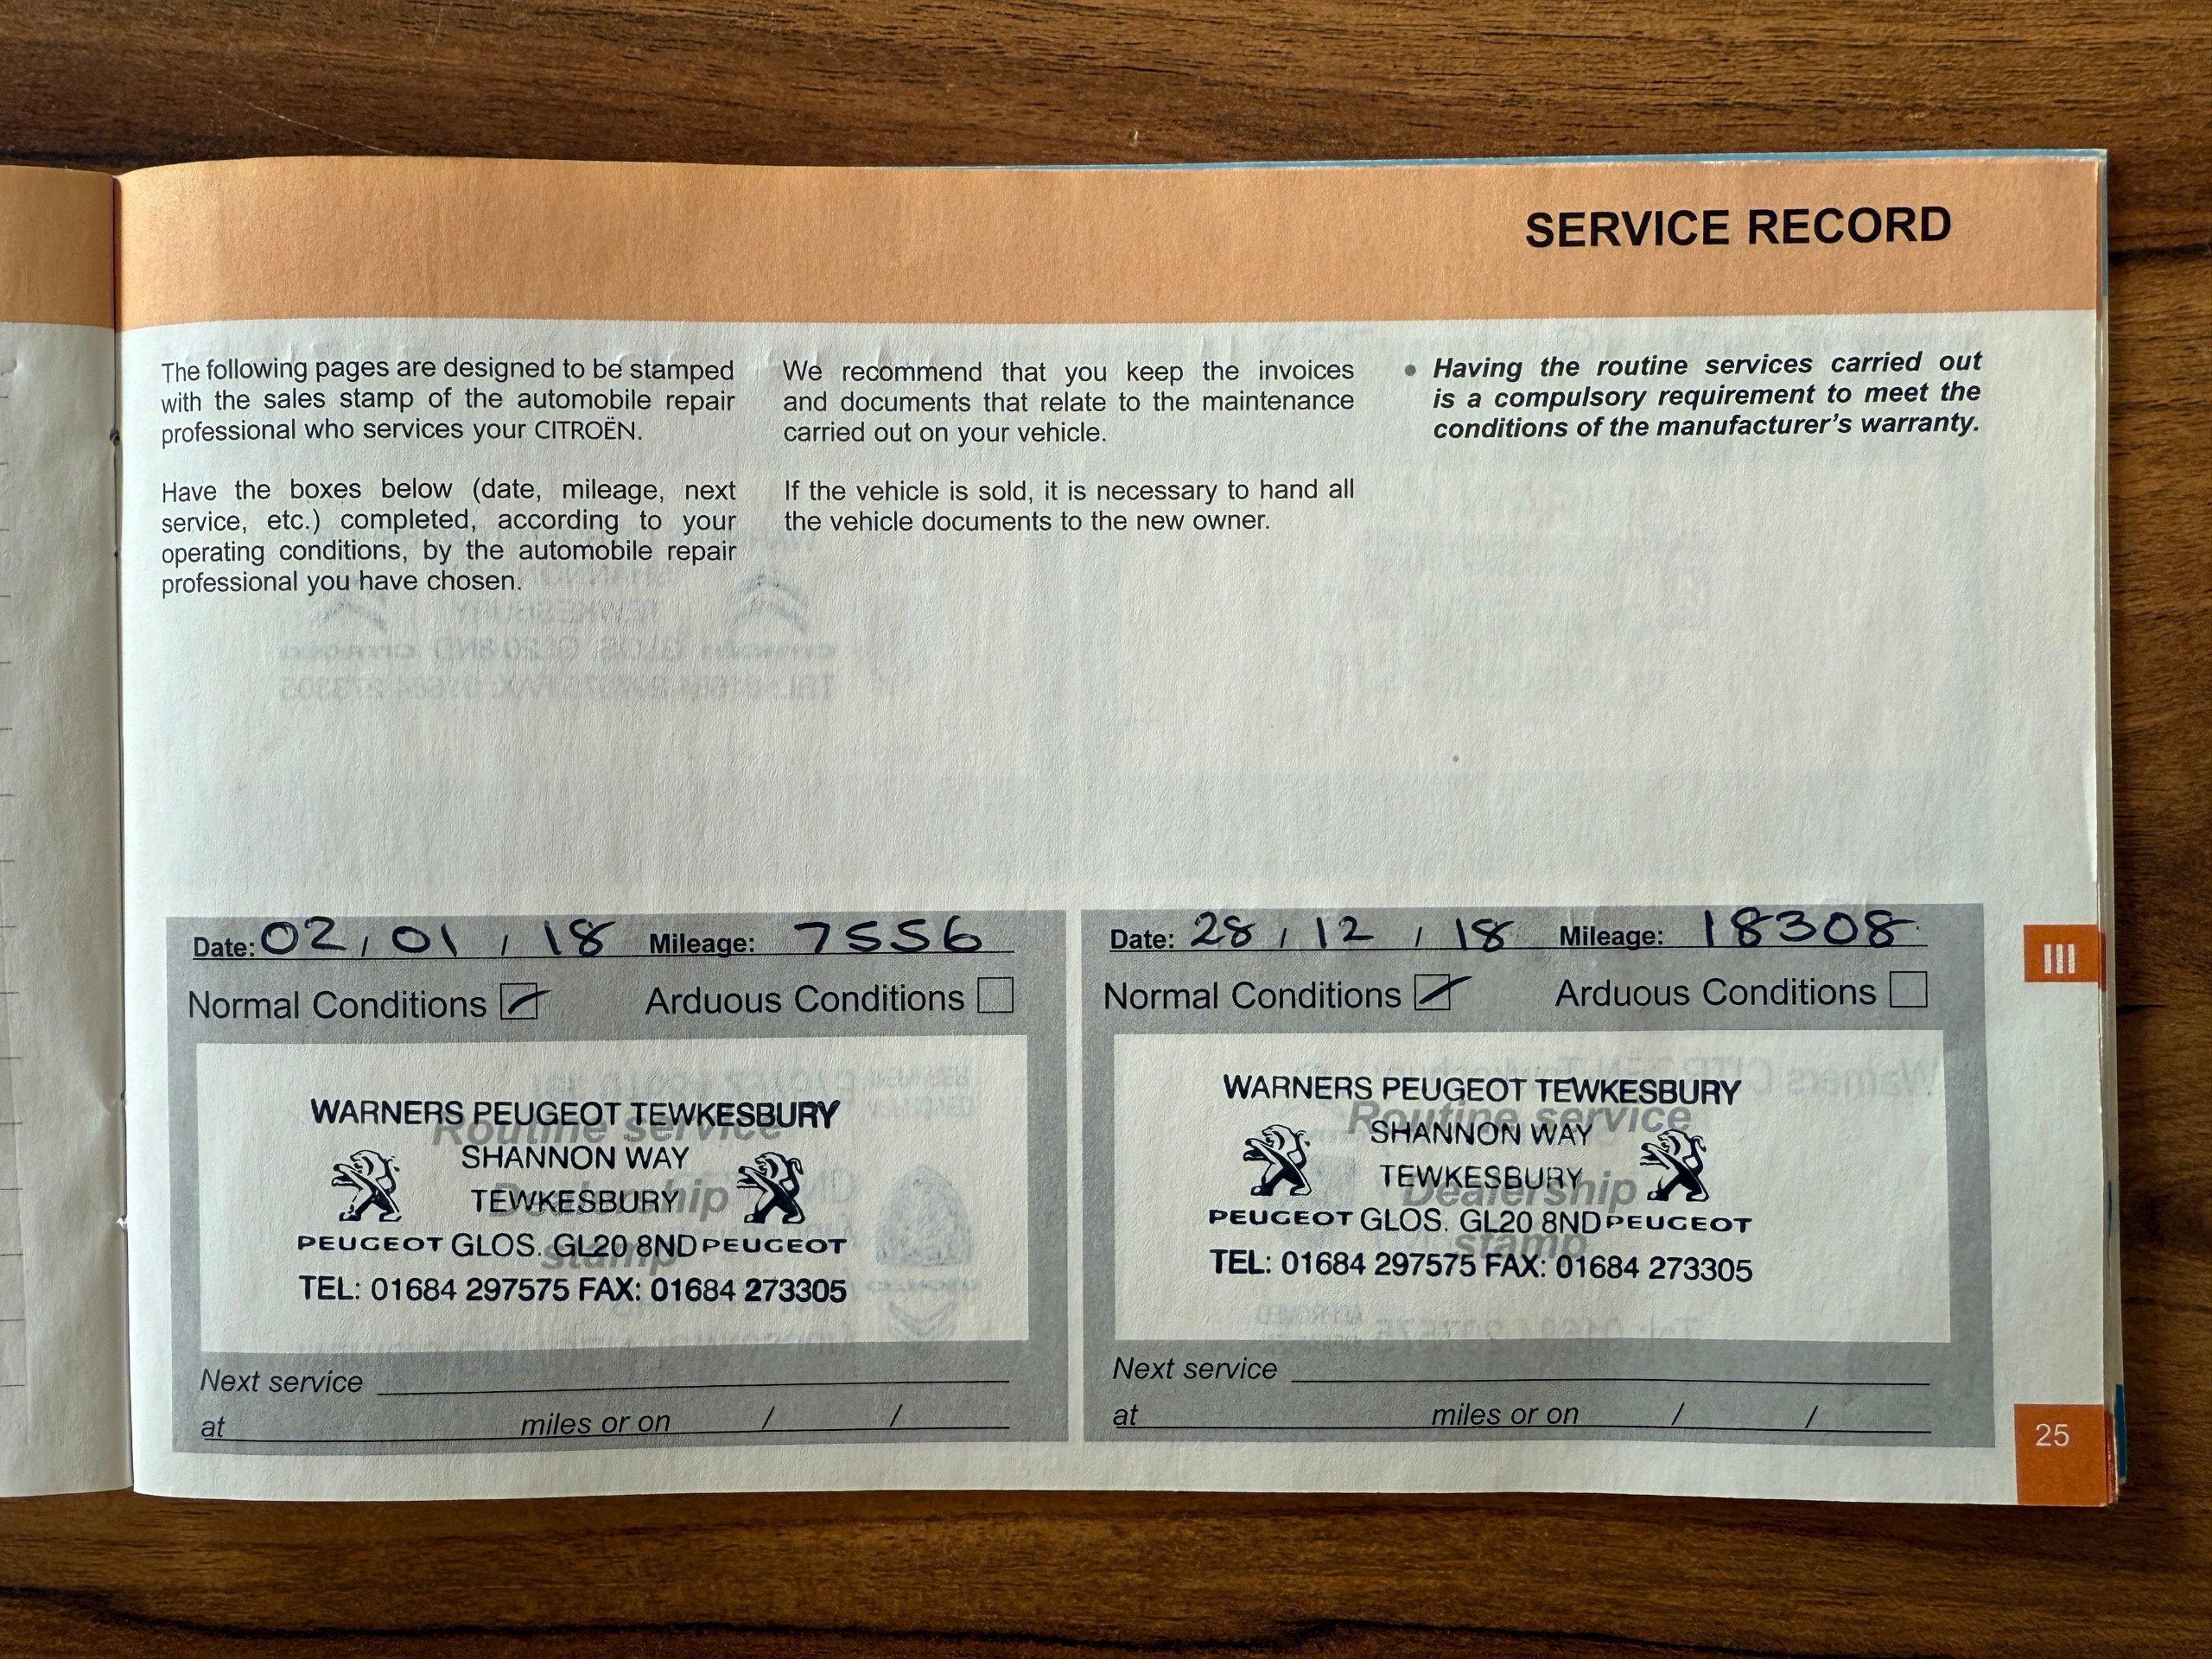 SERVICE RECORD
The following pages are designed to be stamped
with the sales stamp of the automobile repair
professional who services your CITROËN.
Have the boxes below (date, mileage, next
service, etc.) completed, according to your
operating conditions, by the automobile repair
professional you have chosen.
We recommend that you keep the invoices
and documents that relate to the maintenance
carried out on your vehicle.
If the vehicle is sold, it is necessary to hand all
the vehicle documents to the new owner.
• Having the routine services carried out
is a compulsory requirement to meet the
conditions of the manufacturer's warranty.
Date: 02 / 01 / 18 Mileage: 7556
Normal Conditions Arduous Conditions
Routine service
Dealership
stamp
WARNERS PEUGEOT TEWKESBURY
SHANNON WAY
TEWKESBURY
PEUGEOT GLOS. GL20 8ND PEUGEOT
TEL: 01684 297575 FAX: 01684 273305
Next service
at miles or on / /
Date: 28 / 12 / 18 Mileage: 18308
Normal Conditions Arduous Conditions
Routine service
Dealership
stamp
WARNERS PEUGEOT TEWKESBURY
SHANNON WAY
TEWKESBURY
PEUGEOT GLOS. GL20 8ND PEUGEOT
TEL: 01684 297575 FAX: 01684 273305
Next service
at miles or on / /
III
25